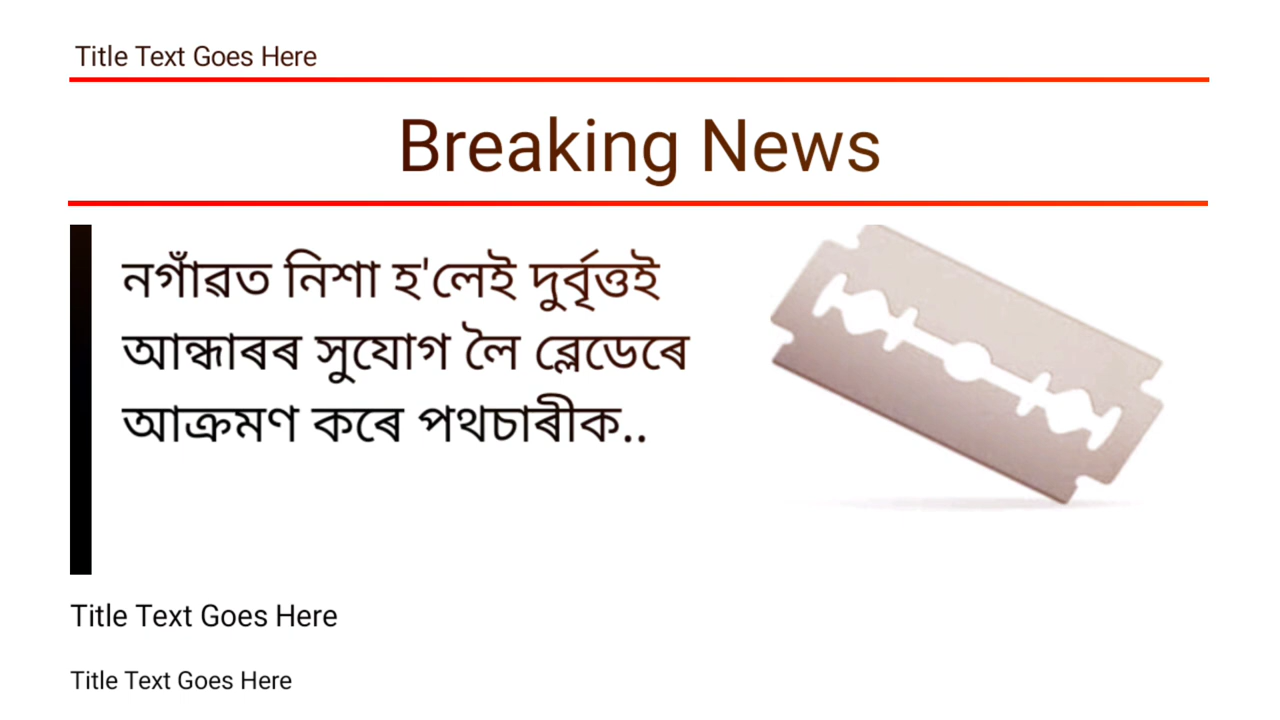 Title Text Goes Here
Breaking News
নগাঁৱত নিশা হ'লেই দুৰ্বৃত্তই
আন্ধাৰৰ সুযোগ লৈ ব্লেডেৰে
আক্ৰমণ কৰে পথচাৰীক..
Title Text Goes Here
Title Text Goes Here